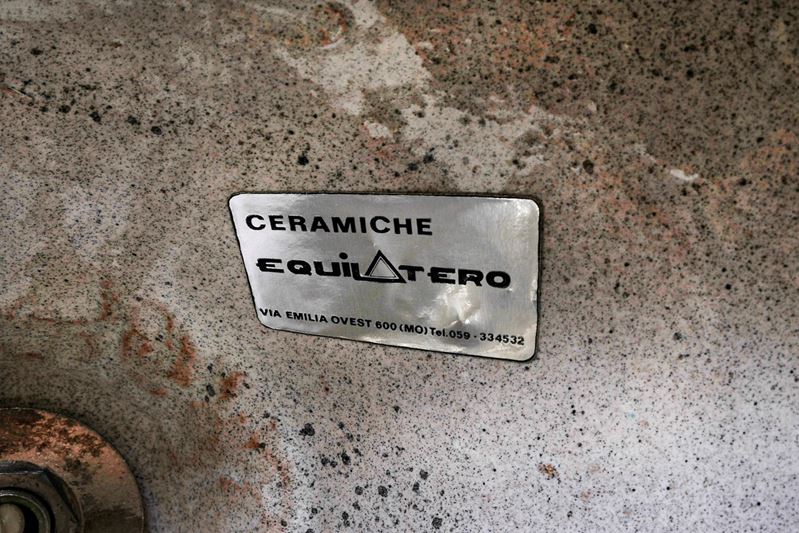 CERAMICHE
EQUILATERO
VIA EMILIA OVEST 600 (MO) Tel. 059 - 334532